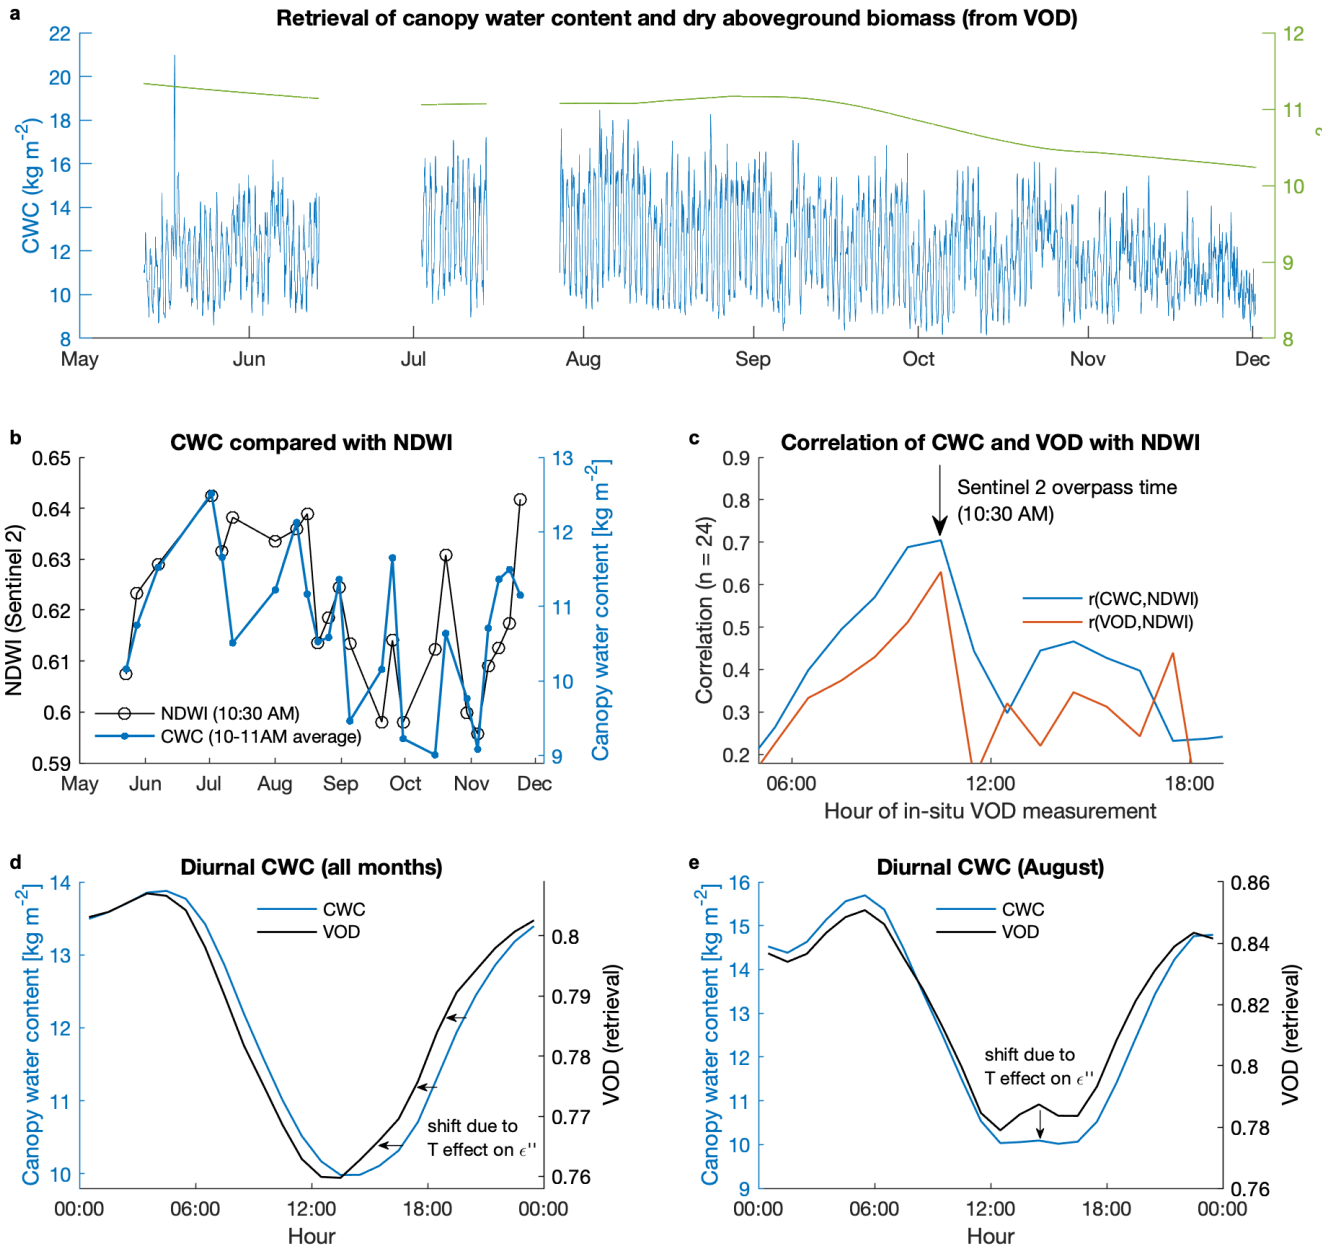 a
Retrieval of canopy water content and dry aboveground biomass (from VOD)
22
20
18
16
14
12
10
8
CWC (kg m-2)
12
11
10
9
8
May Jun Jul Aug Sep Oct Nov Dec
b
CWC compared with NDWI
0.65
0.64
0.63
0.62
0.61
0.6
0.59
NDWI (Sentinel 2)
13
12
11
10
9
Canopy water content [kg m-2]
NDWI (10:30 AM)
CWC (10-11AM average)
May Jun Jul Aug Sep Oct Nov Dec
c
Correlation of CWC and VOD with NDWI
0.9
0.8
0.7
0.6
0.5
0.4
0.3
0.2
Correlation (n = 24)
Sentinel 2 overpass time
(10:30 AM)
r(CWC,NDWI)
r(VOD,NDWI)
06:00 12:00 18:00
Hour of in-situ VOD measurement
d
Diurnal CWC (all months)
14
13
12
11
10
Canopy water content [kg m-2]
CWC
VOD
0.8
0.79
0.78
0.77
0.76
VOD (retrieval)
shift due to
T effect on ϵ''
00:00 06:00 12:00 18:00 00:00
Hour
e
Diurnal CWC (August)
16
15
14
13
12
11
10
9
Canopy water content [kg m-2]
CWC
VOD
0.86
0.84
0.82
0.8
0.78
0.76
VOD (retrieval)
shift due to
T effect on ϵ''
00:00 06:00 12:00 18:00 00:00
Hour